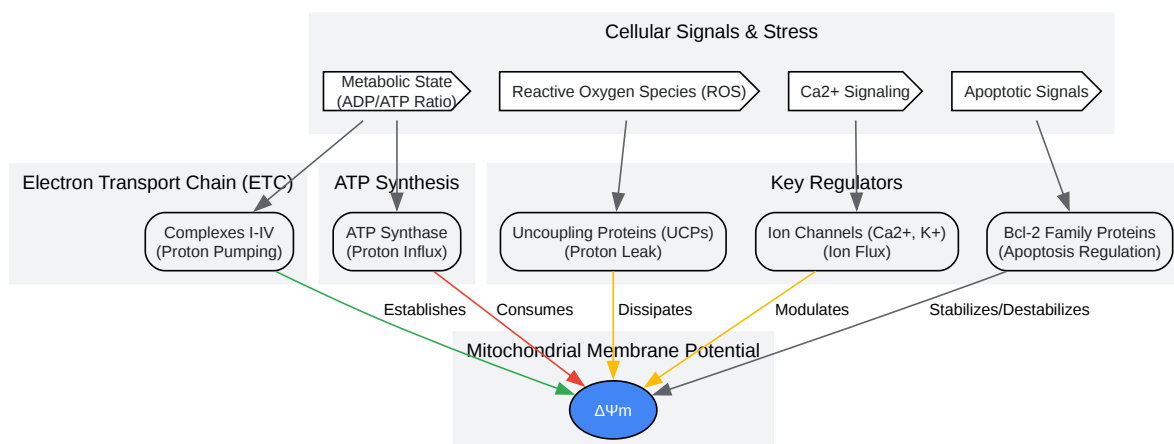 Cellular Signals & Stress
Metabolic State
(ADP/ATP Ratio)
Reactive Oxygen Species (ROS)
Ca2+ Signaling
Apoptotic Signals
Electron Transport Chain (ETC)
ATP Synthesis
Key Regulators
Complexes I-IV
(Proton Pumping)
ATP Synthase
(Proton Influx)
Uncoupling Proteins (UCPs)
(Proton Leak)
Ion Channels (Ca2+, K+)
(Ion Flux)
Bcl-2 Family Proteins
(Apoptosis Regulation)
Establishes
Consumes
Dissipates
Modulates
Stabilizes/Destabilizes
Mitochondrial Membrane Potential
ΔΨm